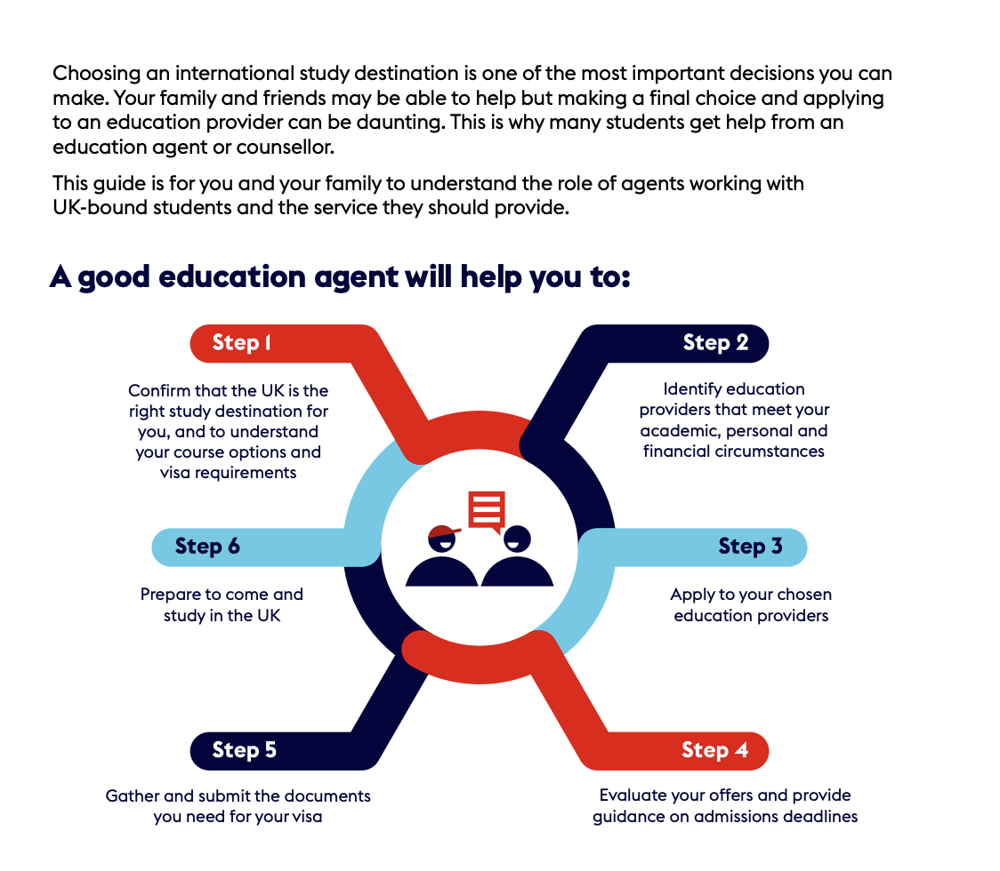 Choosing an international study destination is one of the most important decisions you can
make. Your family and friends may be able to help but making a final choice and applying
to an education provider can be daunting. This is why many students get help from an
education agent or counsellor.
This guide is for you and your family to understand the role of agents working with
UK-bound students and the service they should provide.
A good education agent will help you to:
Step 1
Confirm that the UK is the
right study destination for
you, and to understand
your course options and
visa requirements
Step 2
Identify education
providers that meet your
academic, personal and
financial circumstances
Step 3
Apply to your chosen
education providers
Step 4
Evaluate your offers and provide
guidance on admissions deadlines
Step 5
Gather and submit the documents
you need for your visa
Step 6
Prepare to come and
study in the UK